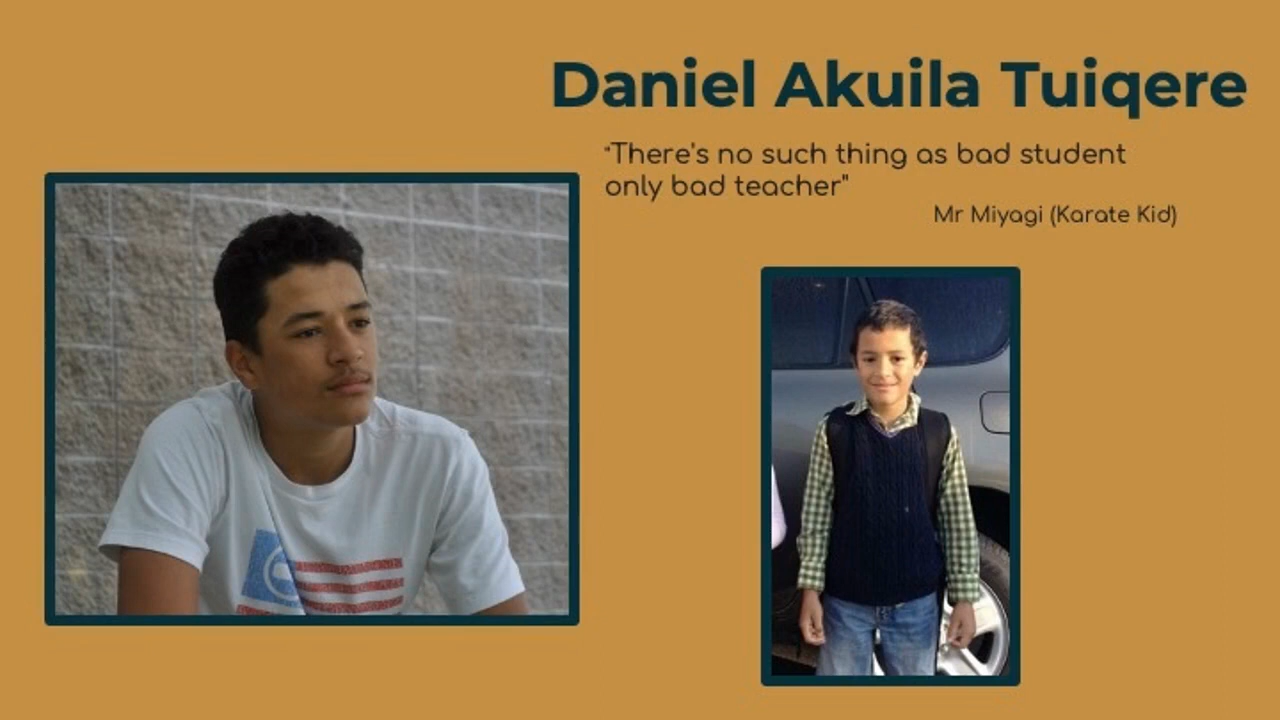 Daniel Akuila Tuiqere
"There's no such thing as bad student
only bad teacher"
Mr Miyagi (Karate Kid)